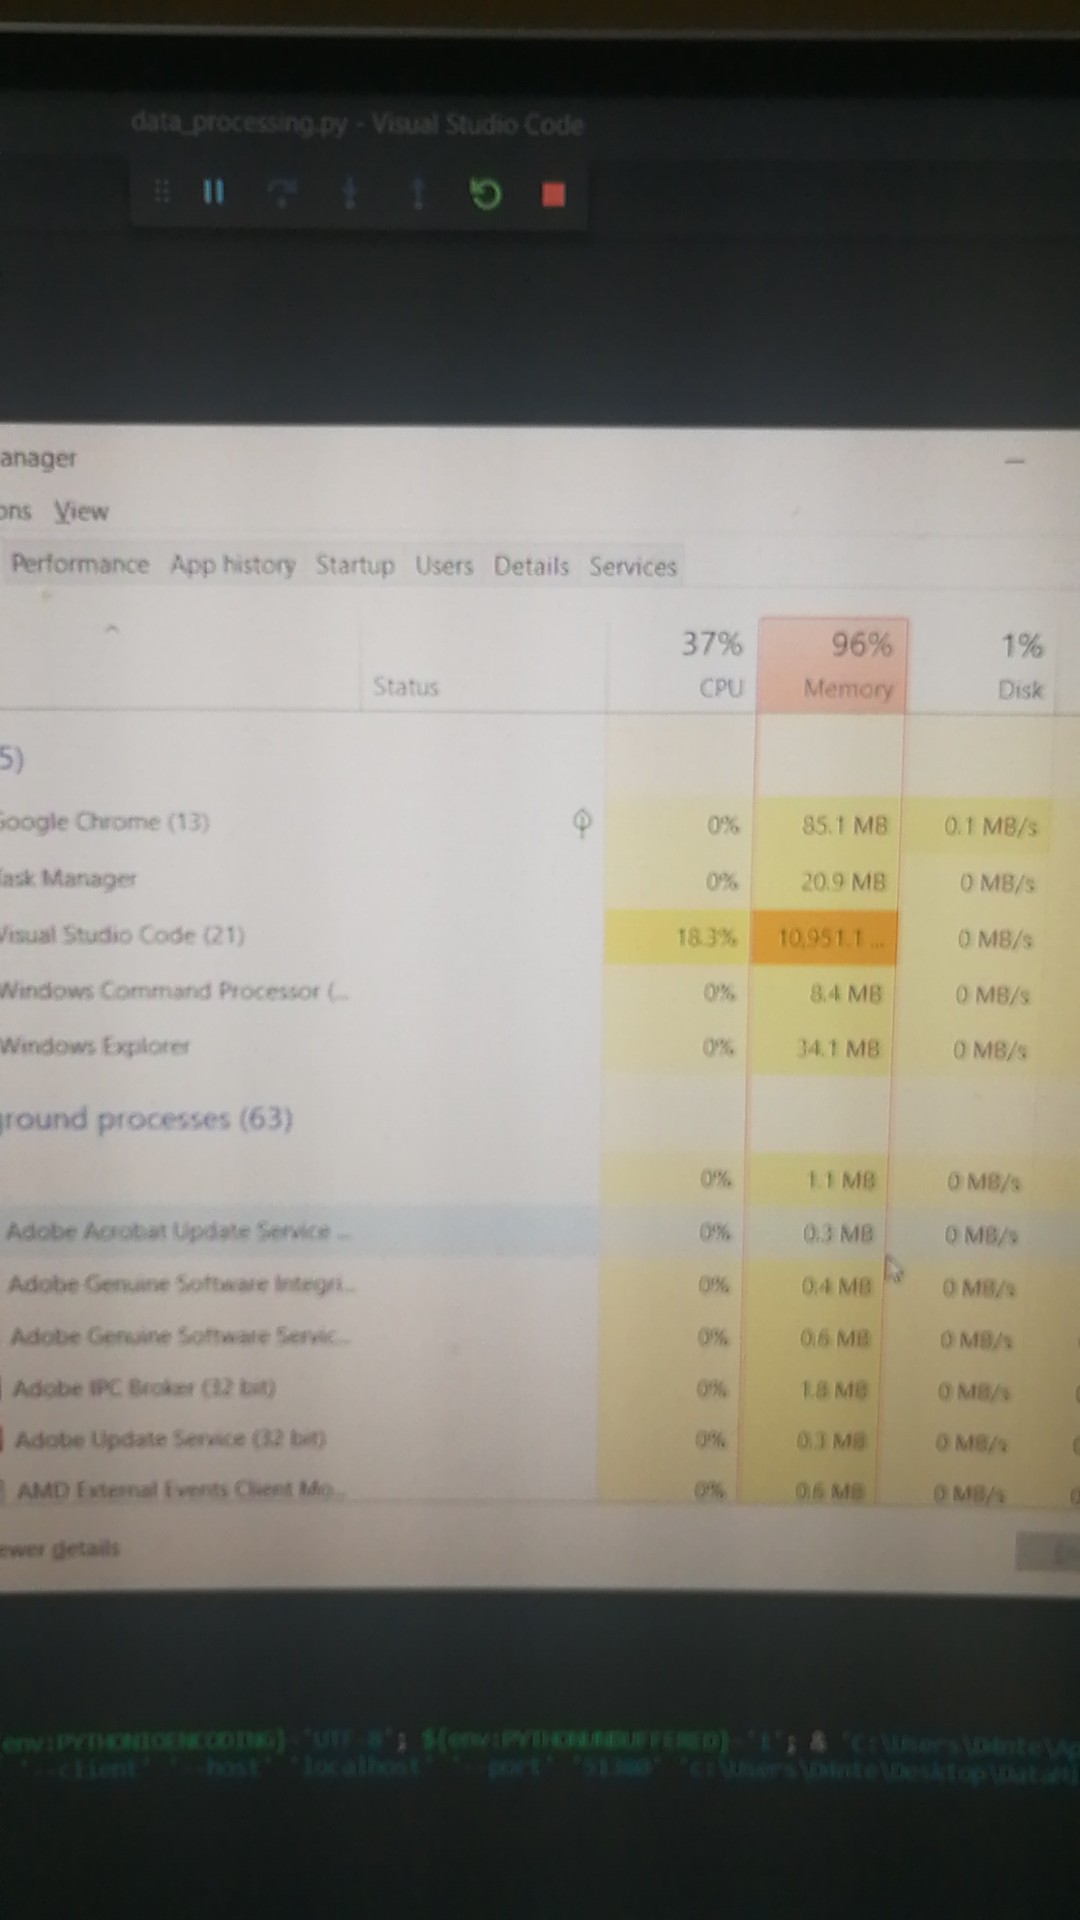 data_processing.py - Visual Studio Code
anager
ons View
Performance App history Startup Users Details Services
37% 96% 1%
Status CPU Memory Disk
5)
Google Chrome (13) 0% 85.1 MB 0.1 MB/s
Task Manager 0% 20.9 MB 0 MB/s
Visual Studio Code (21) 18.3% 10,951.1 ... 0 MB/s
Windows Command Processor (... 0% 8.4 MB 0 MB/s
Windows Explorer 0% 34.1 MB 0 MB/s
ground processes (63)
0% 1.1 MB 0 MB/s
Adobe Acrobat Update Service ... 0% 0.3 MB 0 MB/s
Adobe Genuine Software Integri... 0% 0.4 MB 0 MB/s
Adobe Genuine Software Servic... 0% 0.6 MB 0 MB/s
Adobe IPC Broker (32 bit) 0% 1.8 MB 0 MB/s
Adobe Update Service (32 bit) 0% 0.3 MB 0 MB/s
AMD External Events Client Mo... 0% 0.6 MB 0 MB/s
ewer details
env:PYTHONIOENCODING}='UTF-8'; ${env:PYTHONUNBUFFERED}='1'; & 'C:\Users\
'--client' '--host' 'localhost' '--port' 'c:\Users\